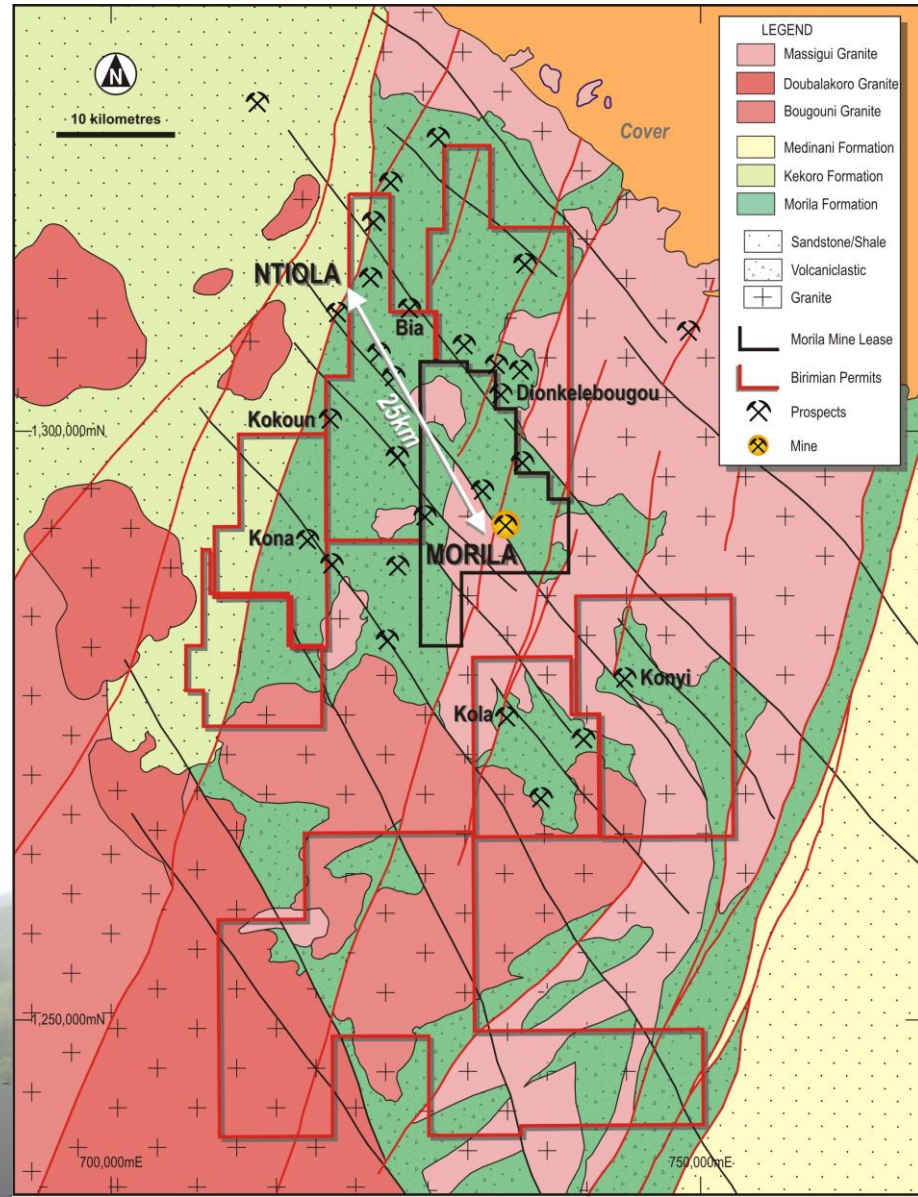 LEGEND
Massigui Granite
Doubalakoro Granite
Bougouni Granite
Medinani Formation
Kekoro Formation
Morila Formation
Sandstone/Shale
Volcaniclastic
Granite
Morila Mine Lease
Birimian Permits
Prospects
Mine
N
10 kilometres
Cover
NTIOLA
Bia
25km
Dionkelebougou
Kokoun
1,300,000mN
Kona
MORILA
Konyi
Kola
1,250,000mN
700,000mE
750,000mE